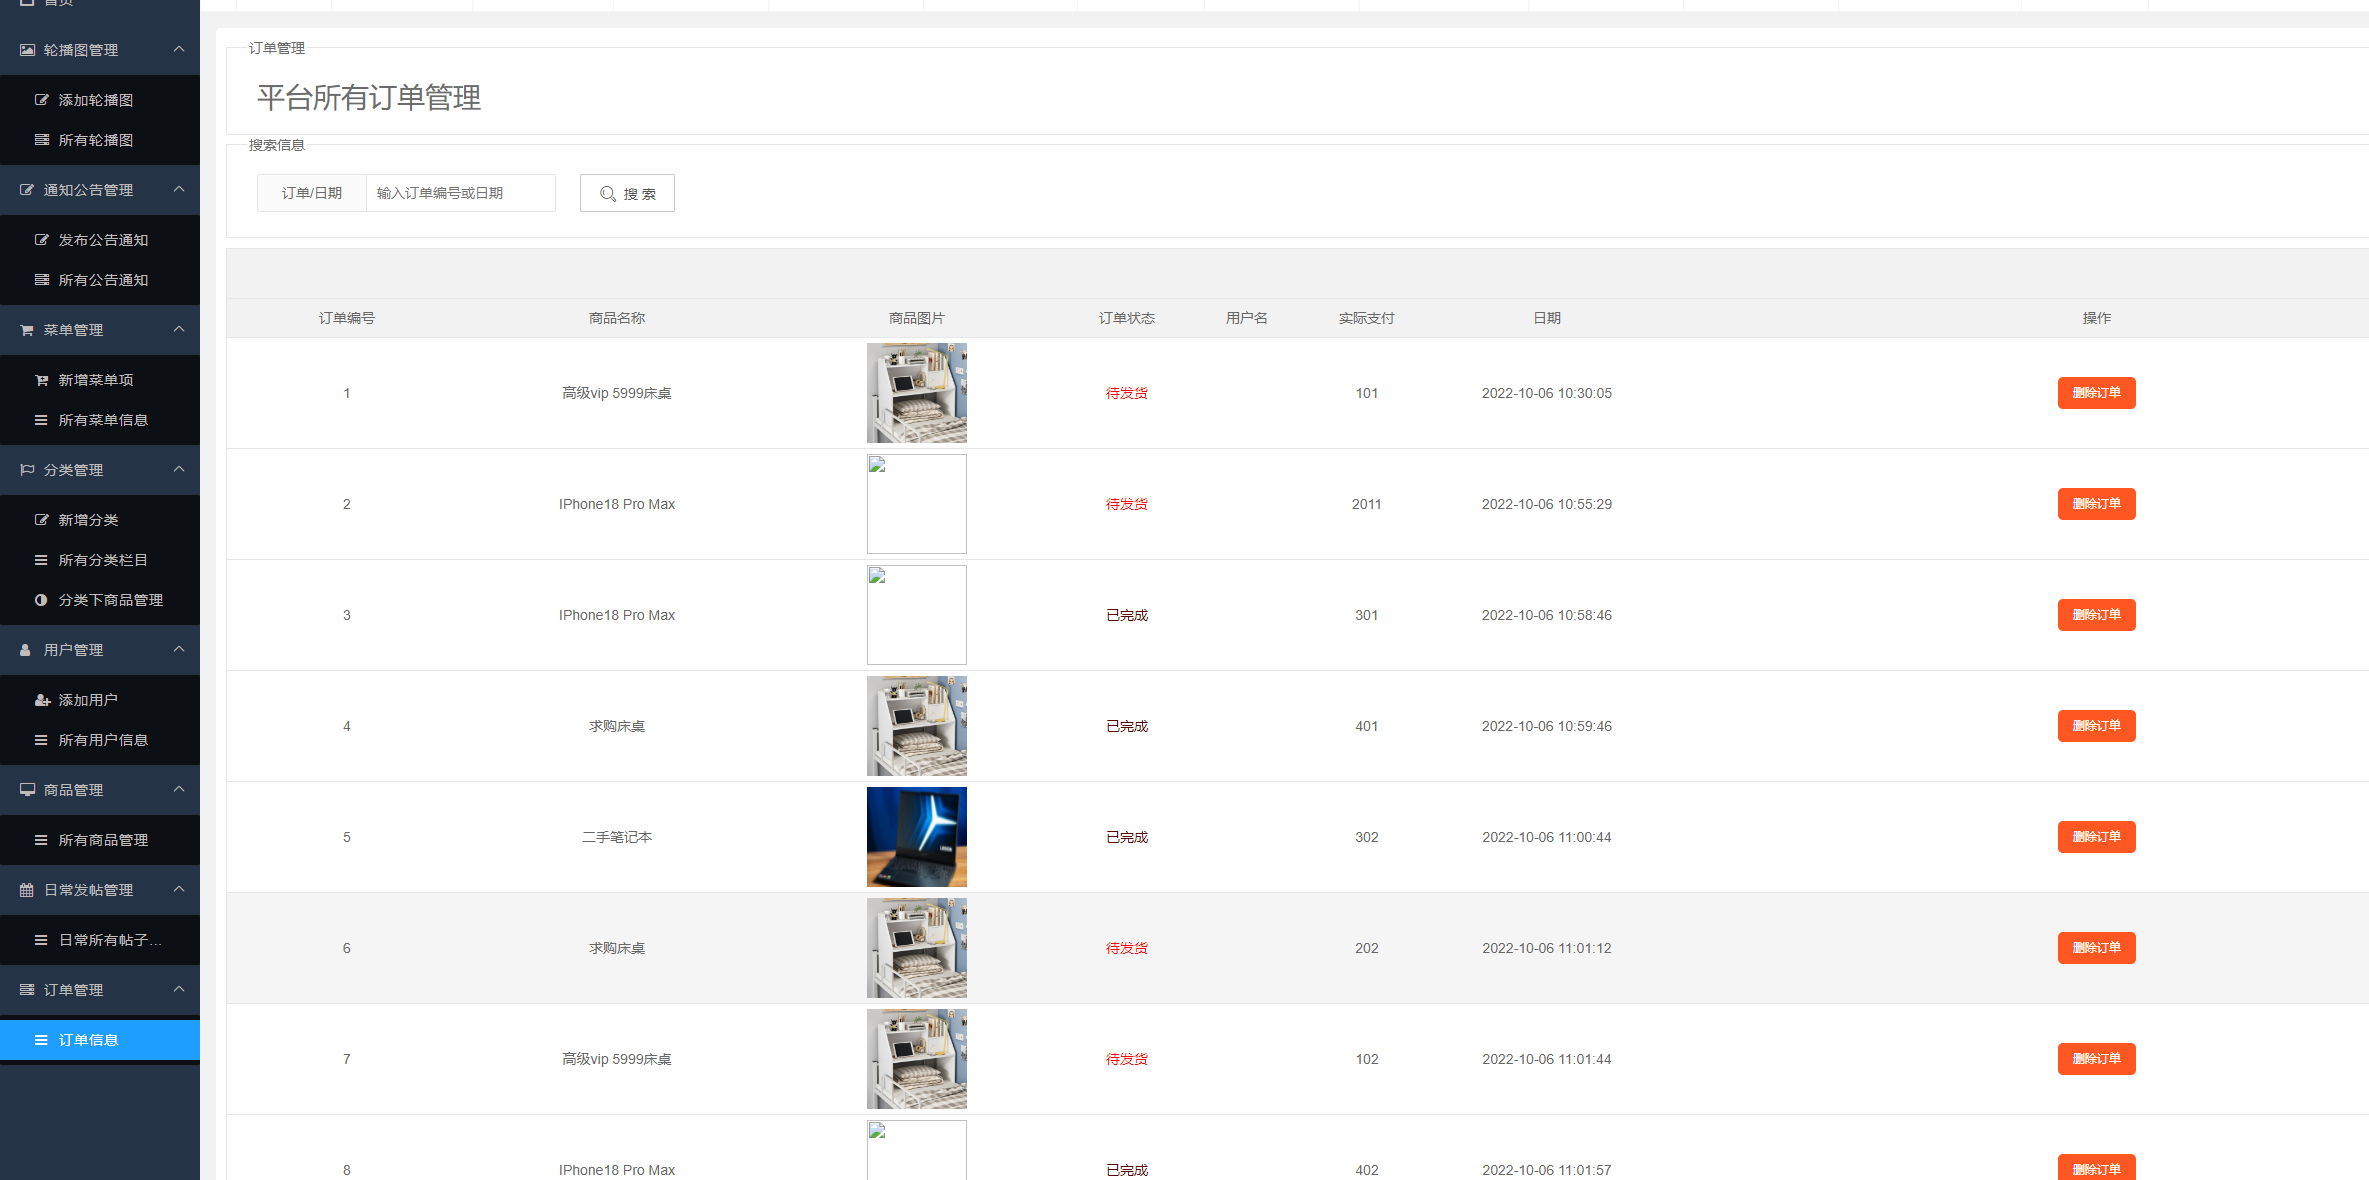 首页
轮播图管理
添加轮播图
所有轮播图
通知公告管理
发布公告通知
所有公告通知
菜单管理
新增菜单项
所有菜单信息
分类管理
新增分类
所有分类栏目
分类下商品管理
用户管理
添加用户
所有用户信息
商品管理
所有商品管理
日常发帖管理
日常所有帖子...
订单管理
订单信息
订单管理
平台所有订单管理
搜索信息
订单/日期 输入订单编号或日期 搜 索
订单编号 商品名称 商品图片 订单状态 用户名 实际支付 日期 操作
1 高级vip 5999床桌 待发货 101 2022-10-06 10:30:05 删除订单
2 IPhone18 Pro Max 待发货 2011 2022-10-06 10:55:29 删除订单
3 IPhone18 Pro Max 已完成 301 2022-10-06 10:58:46 删除订单
4 求购床桌 已完成 401 2022-10-06 10:59:46 删除订单
5 二手笔记本 已完成 302 2022-10-06 11:00:44 删除订单
6 求购床桌 待发货 202 2022-10-06 11:01:12 删除订单
7 高级vip 5999床桌 待发货 102 2022-10-06 11:01:44 删除订单
8 IPhone18 Pro Max 已完成 402 2022-10-06 11:01:57 删除订单